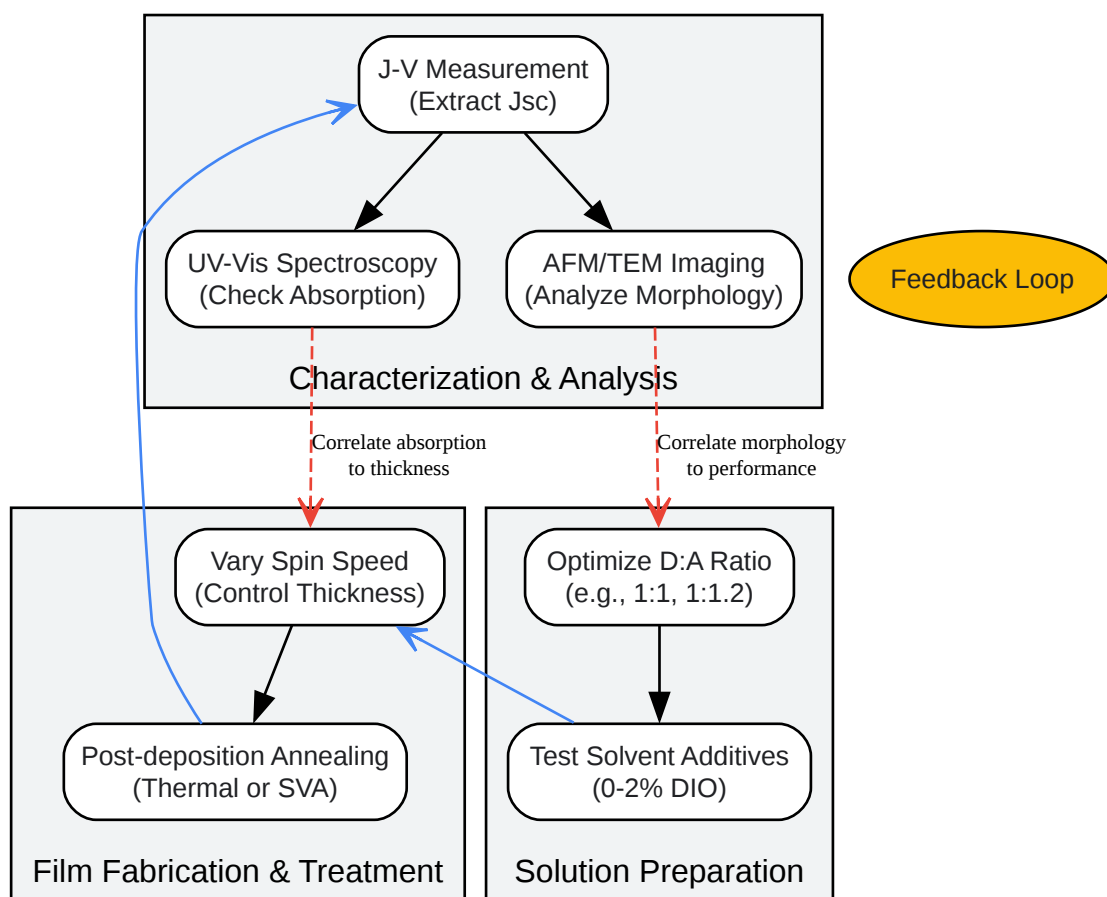 J-V Measurement
(Extract Jsc)
UV-Vis Spectroscopy
(Check Absorption)
AFM/TEM Imaging
(Analyze Morphology)
Feedback Loop
Characterization & Analysis
Correlate absorption
to thickness
Correlate morphology
to performance
Vary Spin Speed
(Control Thickness)
Optimize D:A Ratio
(e.g., 1:1, 1:1.2)
Post-deposition Annealing
(Thermal or SVA)
Test Solvent Additives
(0-2% DIO)
Film Fabrication & Treatment
Solution Preparation